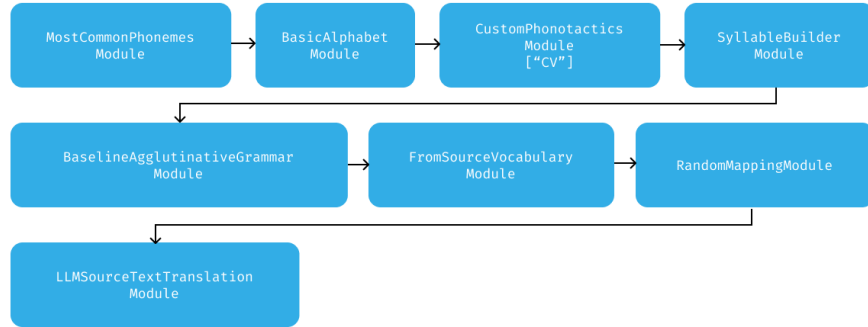 MostCommonPhonemes
Module
BasicAlphabet
Module
CustomPhonotactics
Module
[“CV”]
SyllableBuilder
Module
BaselineAgglutinativeGrammar
Module
FromSourceVocabulary
Module
RandomMappingModule
LLMSourceTextTranslation
Module